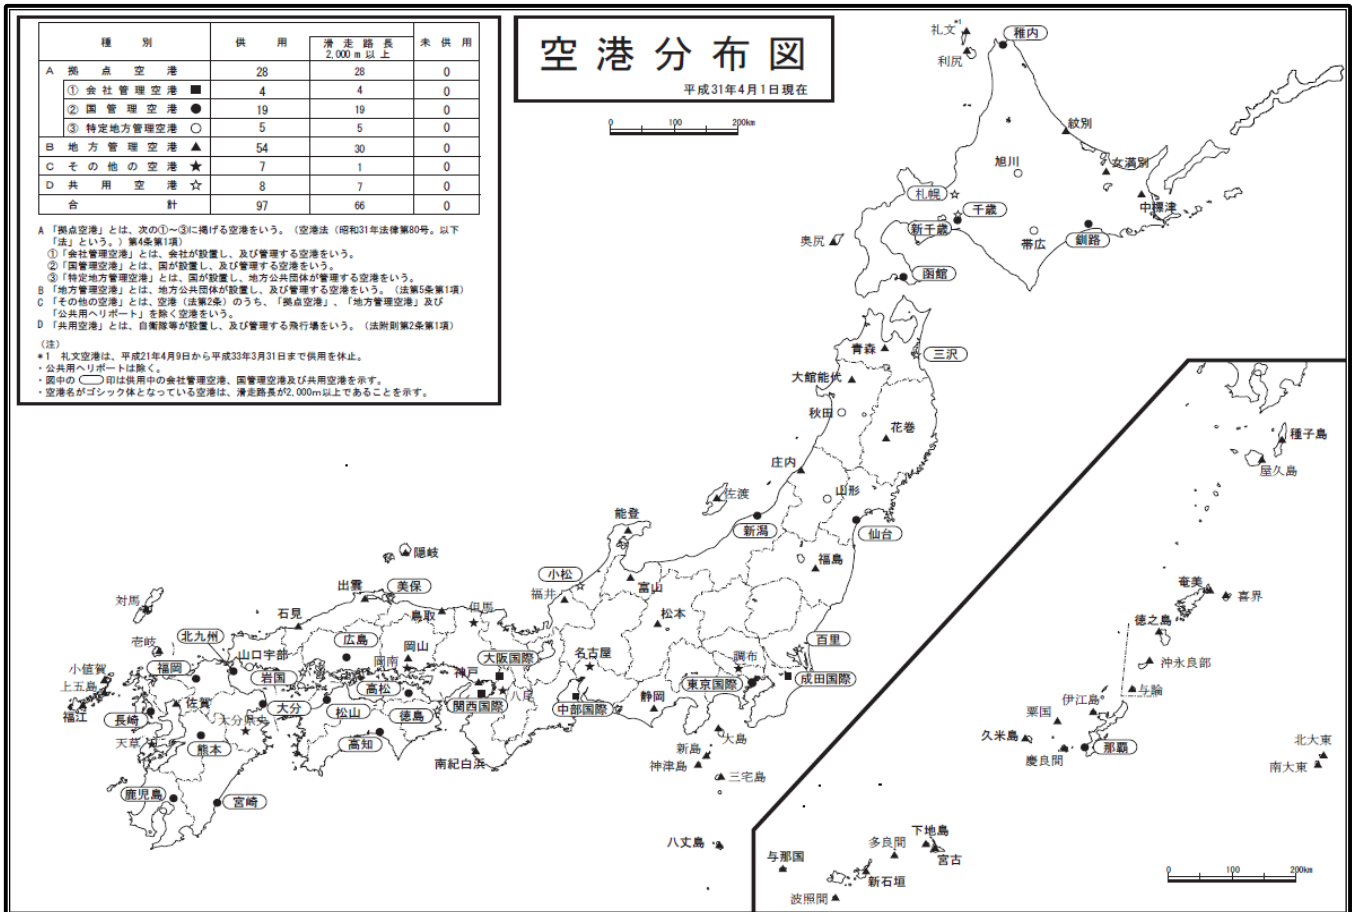 空港分布図
平成31年4月1日現在
種別 供用 滑走路長2,000m以上 未供用
A 拠点空港 28 28 0
①会社管理空港 ■ 4 4 0
②国管理空港 ● 19 19 0
③特定地方管理空港 ○ 5 5 0
B 地方管理空港 ▲ 54 30 0
C その他の空港 ★ 7 1 0
D 共用空港 ☆ 8 7 0
合計 97 66 0
A 「拠点空港」とは、次の①~③に掲げる空港をいう。(空港法(昭和31年法律第80号。以下
「法」という。)第4条第1項)
①「会社管理空港」とは、会社が設置し、及び管理する空港をいう。
②「国管理空港」とは、国が設置し、及び管理する空港をいう。
③「特定地方管理空港」とは、国が設置し、地方公共団体が管理する空港をいう。
B 「地方管理空港」とは、地方公共団体が設置し、及び管理する空港をいう。(法第5条第1項)
C 「その他の空港」とは、空港(法第2条)のうち、「拠点空港」、「地方管理空港」及び
「公共用ヘリポート」を除く空港をいう。
D 「共用空港」とは、自衛隊等が設置し、及び管理する飛行場をいう。(法附則第2条第1項)
(注)
*1 礼文空港は、平成21年4月9日から平成33年3月31日まで供用を休止。
・公共用ヘリポートは除く。
・図中の 印は供用中の会社管理空港、国管理空港及び共用空港を示す。
・空港名がゴシック体となっている空港は、滑走路長が2,000m以上であることを示す。
0 100 200km
礼文*1
稚内
利尻
紋別
旭川
女満別
札幌
千歳
中標津
新千歳
奥尻
帯広
釧路
函館
青森
三沢
大館能代
秋田
花巻
庄内
佐渡
山形
能登
新潟
仙台
隠岐
福島
小松
出雲
美保
福井
富山
対馬
石見
鳥取
但馬
松本
北九州
広島
百里
壱岐
山口宇部
岡山
大阪国際
名古屋
調布
小値賀
福岡
岩国
岡南
神戸
東京国際
成田国際
上五島
高松
八尾
福江
佐賀
大分
松山
徳島
関西国際
中部国際
静岡
長崎
大分県央
天草
熊本
高知
南紀白浜
大島
新島
神津島
三宅島
鹿児島
宮崎
八丈島
種子島
屋久島
奄美
喜界
徳之島
沖永良部
与論
伊江島
粟国
久米島
慶良間
那覇
北大東
南大東
下地島
多良間
宮古
与那国
新石垣
波照間
0 100 200km